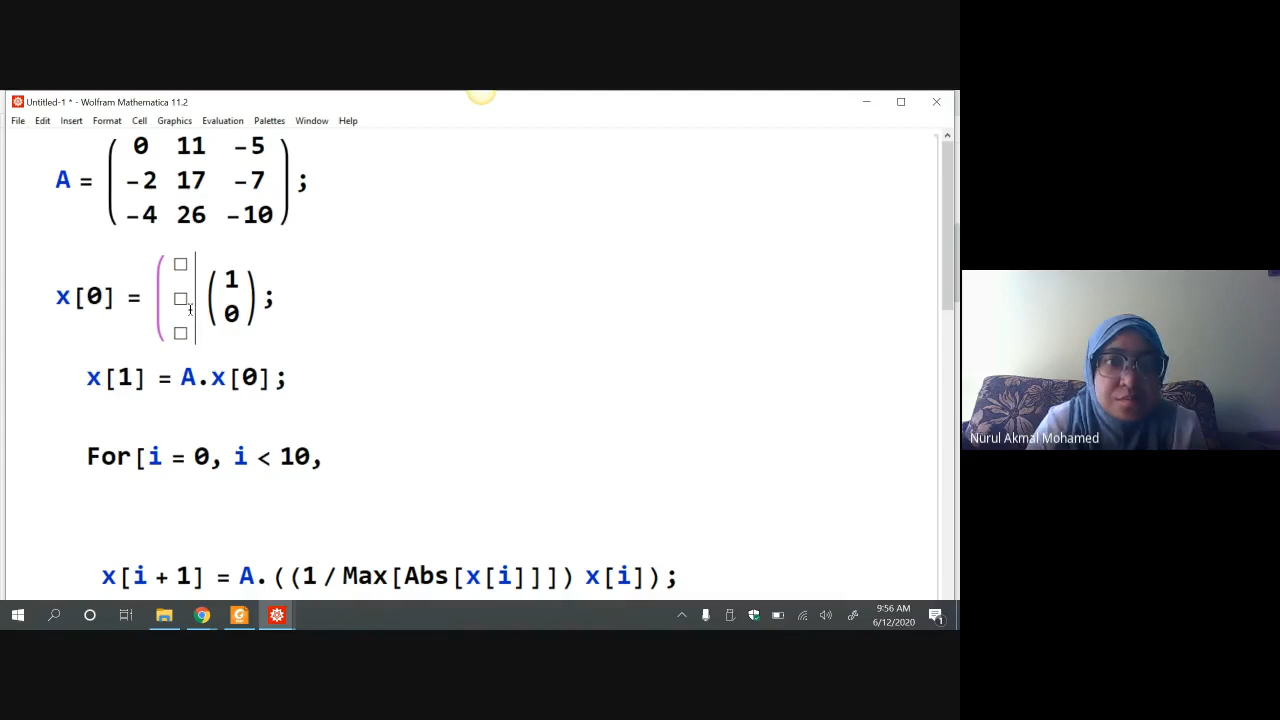 Untitled-1 * - Wolfram Mathematica 11.2
File Edit Insert Format Cell Graphics Evaluation Palettes Window Help
0 11 -5
A = -2 17 -7 ;
-4 26 -10
x[0] = ( (1 0) ;
x[1] = A.x[0];
For[i = 0, i < 10,
x[i + 1] = A.((1 / Max[Abs[x[i]]]) x[i]);
Nurul Akmal Mohamed
9:56 AM
6/12/2020
1